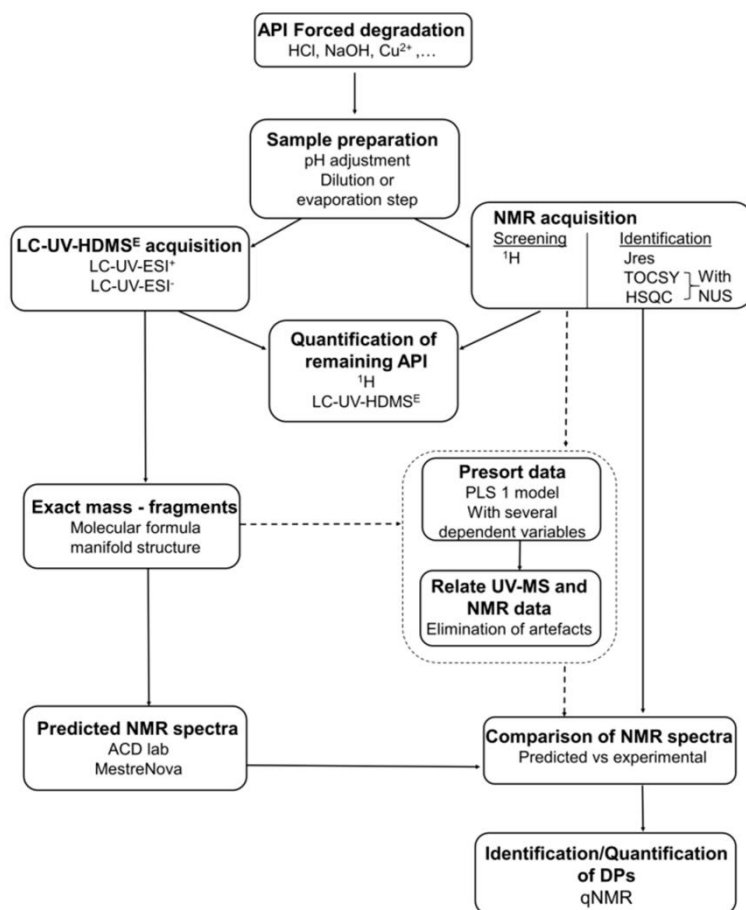 API Forced degradation
HCl, NaOH, Cu²⁺ ,…
Sample preparation
pH adjustment
Dilution or
evaporation step
LC-UV-HDMSᴱ acquisition
LC-UV-ESI⁺
LC-UV-ESI⁻
NMR acquisition
Screening
¹H
Identification
Jres
TOCSY
HSQC
With
NUS
Quantification of
remaining API
¹H
LC-UV-HDMSᴱ
Exact mass - fragments
Molecular formula
manifold structure
Presort data
PLS 1 model
With several
dependent variables
Relate UV-MS and
NMR data
Elimination of artefacts
Predicted NMR spectra
ACD lab
MestreNova
Comparison of NMR spectra
Predicted vs experimental
Identification/Quantification
of DPs
qNMR